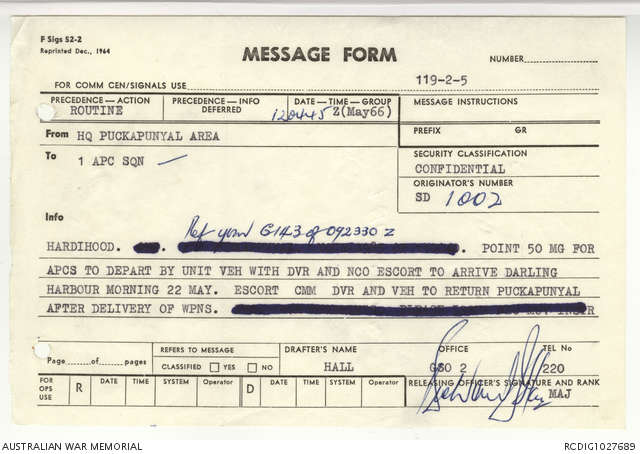 F Sigs S2-2
Reprinted Dec., 1964
MESSAGE FORM
NUMBER
FOR COMM CEN/SIGNALS USE 119-2-5
PRECEDENCE — ACTION PRECEDENCE — INFO DATE — TIME — GROUP MESSAGE INSTRUCTIONS
ROUTINE DEFERRED 120445 Z(May66)
From HQ PUCKAPUNYAL AREA PREFIX GR
To 1 APC SQN SECURITY CLASSIFICATION
CONFIDENTIAL
ORIGINATOR'S NUMBER
SD 1002
Info
Ref your G143 of 092330 Z
HARDIHOOD. . POINT 50 MG FOR
APCS TO DEPART BY UNIT VEH WITH DVR AND NCO ESCORT TO ARRIVE DARLING
HARBOUR MORNING 22 MAY. ESCORT CMM DVR AND VEH TO RETURN PUCKAPUNYAL
AFTER DELIVERY OF WPNS.
Page ...... of ...... pages REFERS TO MESSAGE DRAFTER'S NAME OFFICE TEL No
CLASSIFIED YES NO HALL GSO 2 220
FOR OPS USE R DATE TIME SYSTEM Operator D DATE TIME SYSTEM Operator RELEASING OFFICER'S SIGNATURE AND RANK
MAJ
AUSTRALIAN WAR MEMORIAL RCDIG1027689